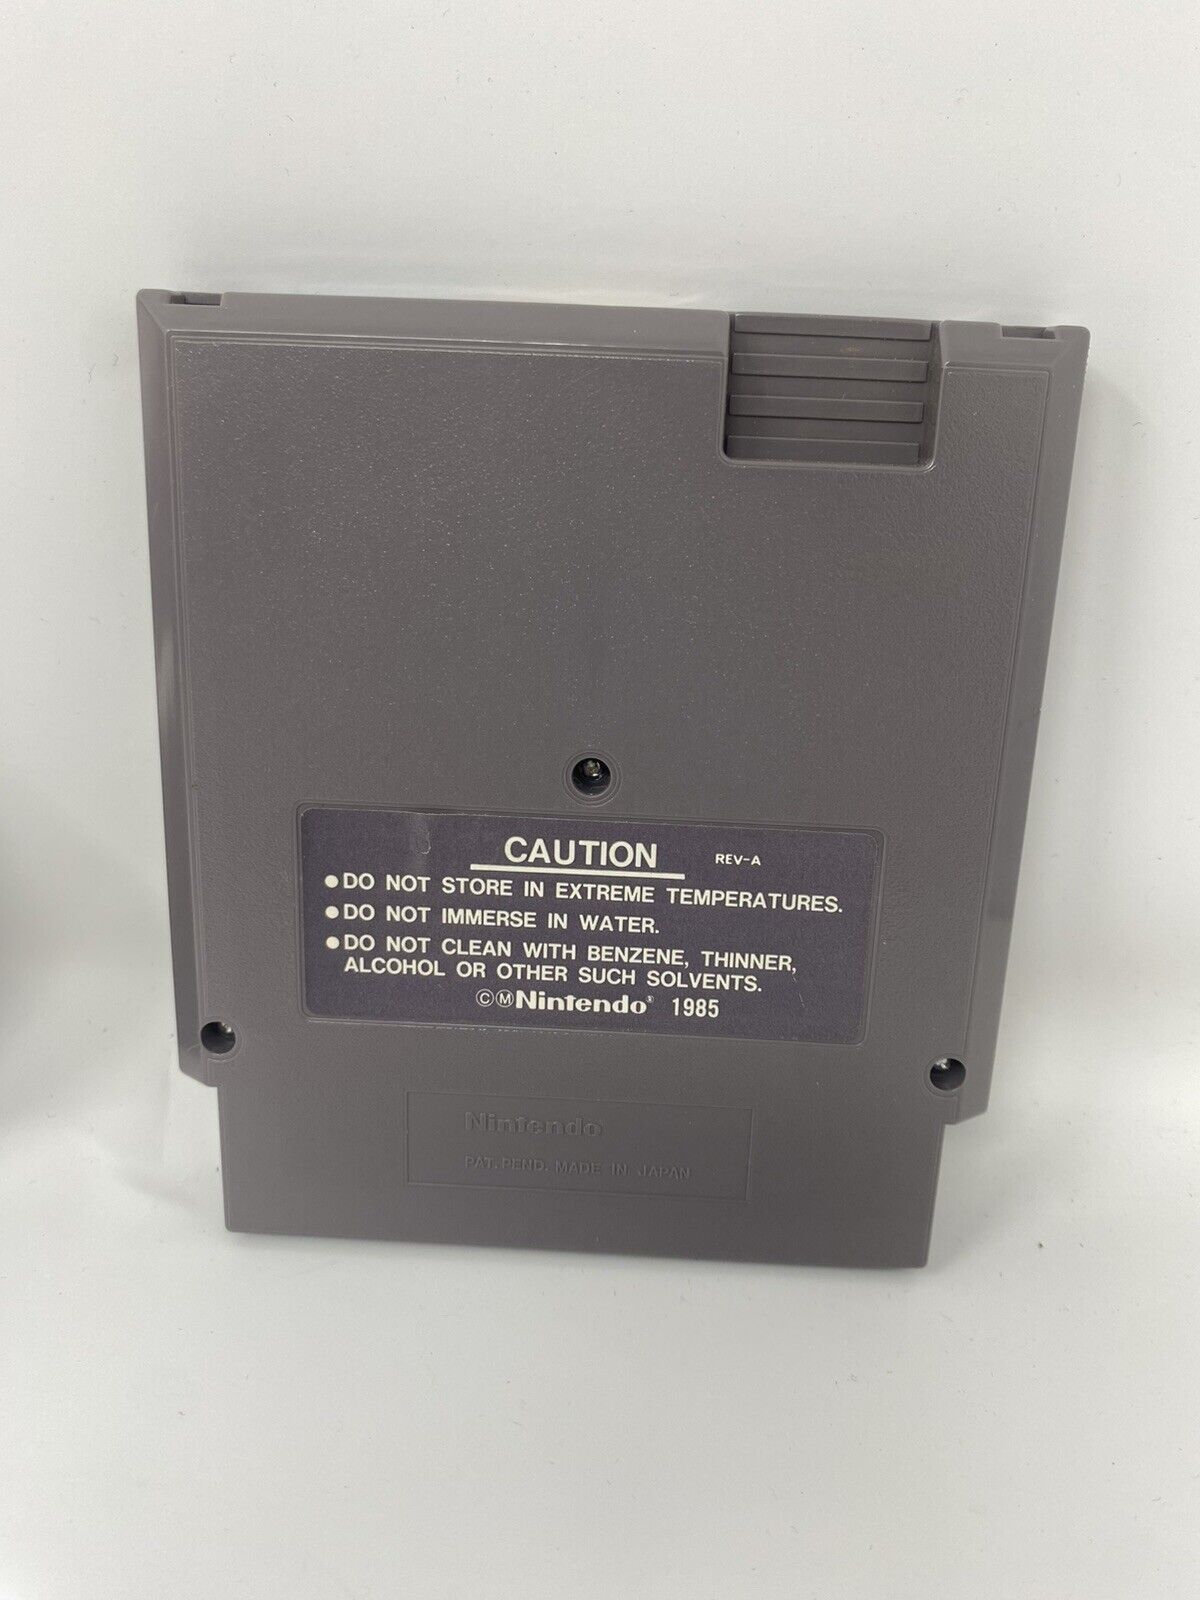 CAUTION REV-A
●DO NOT STORE IN EXTREME TEMPERATURES.
●DO NOT IMMERSE IN WATER.
●DO NOT CLEAN WITH BENZENE, THINNER,
ALCOHOL OR OTHER SUCH SOLVENTS.
ⒸⓂNintendo® 1985
Nintendo
PAT. PEND. MADE IN JAPAN